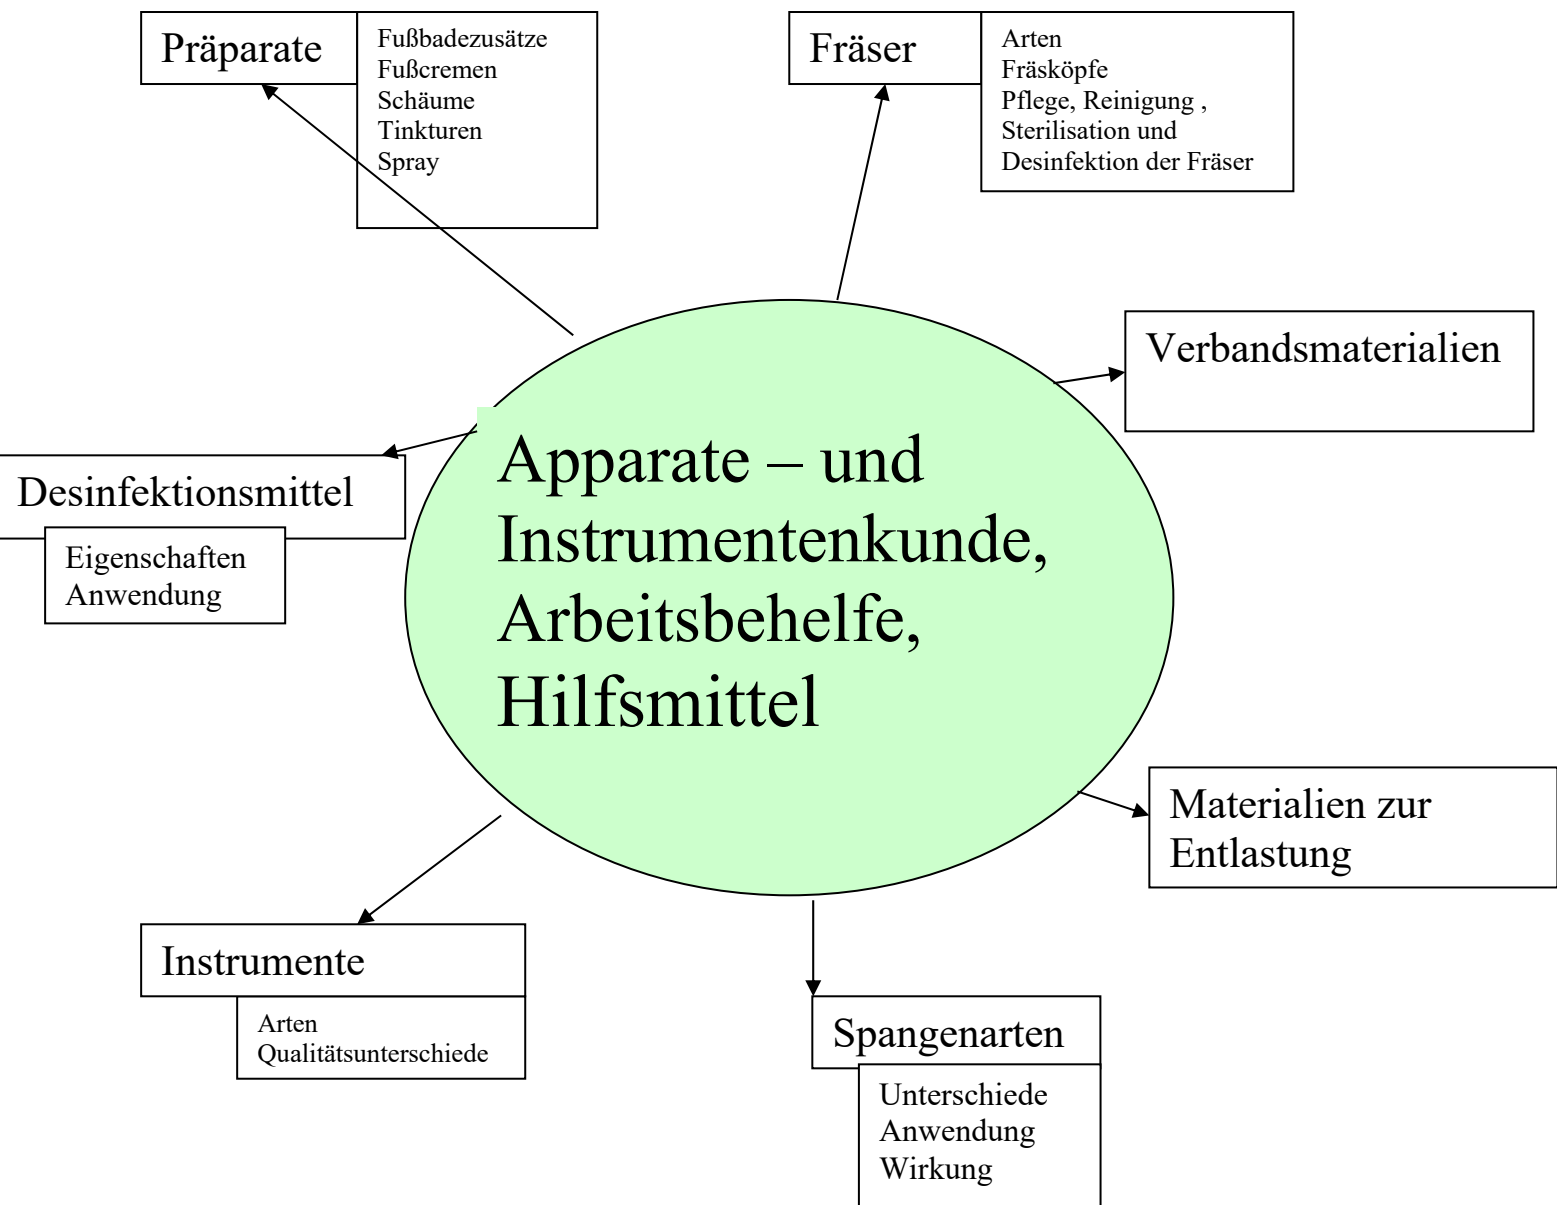 Präparate
Fußbadezusätze
Fußcremen
Schäume
Tinkturen
Spray
Fräser
Arten
Fräsköpfe
Pflege, Reinigung ,
Sterilisation und
Desinfektion der Fräser
Verbandsmaterialien
Desinfektionsmittel
Eigenschaften
Anwendung
Apparate – und
Instrumentenkunde,
Arbeitsbehelfe,
Hilfsmittel
Materialien zur
Entlastung
Instrumente
Arten
Qualitätsunterschiede
Spangenarten
Unterschiede
Anwendung
Wirkung